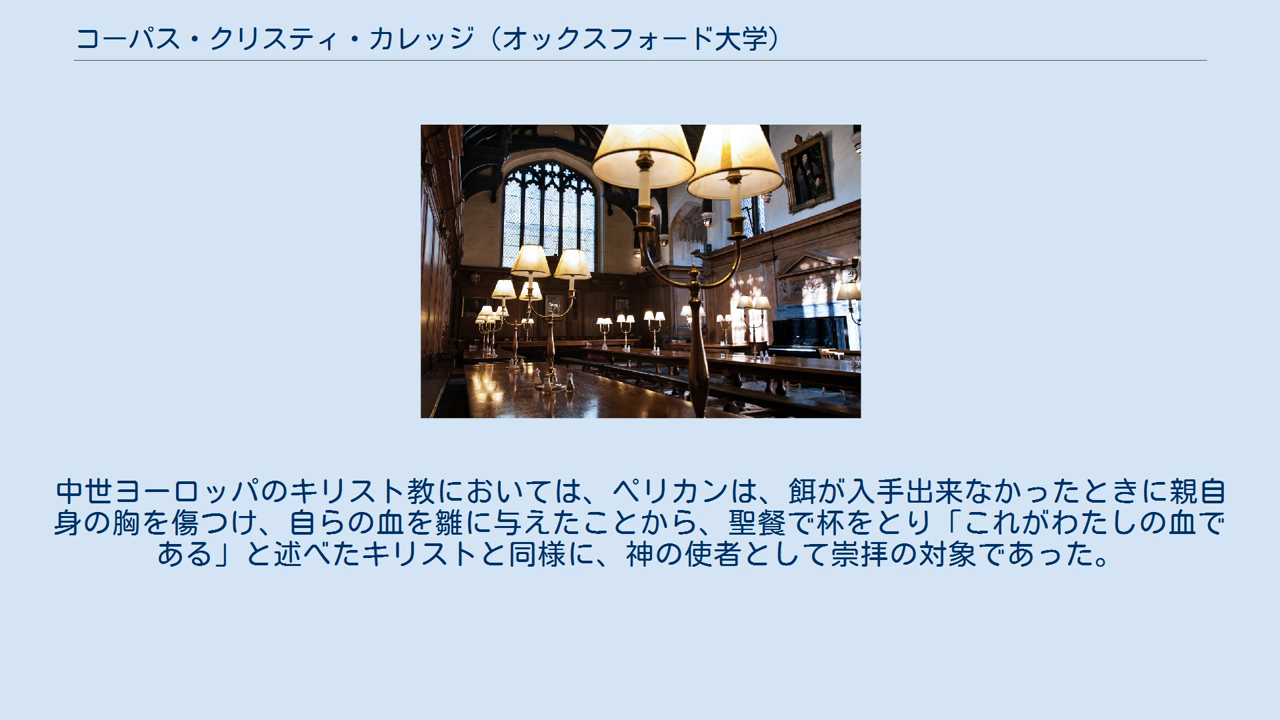 コーパス・クリスティ・カレッジ（オックスフォード大学）
中世ヨーロッパのキリスト教においては、ペリカンは、餌が入手出来なかったときに親自
身の胸を傷つけ、自らの血を雛に与えたことから、聖餐で杯をとり「これがわたしの血で
ある」と述べたキリストと同様に、神の使者として崇拝の対象であった。